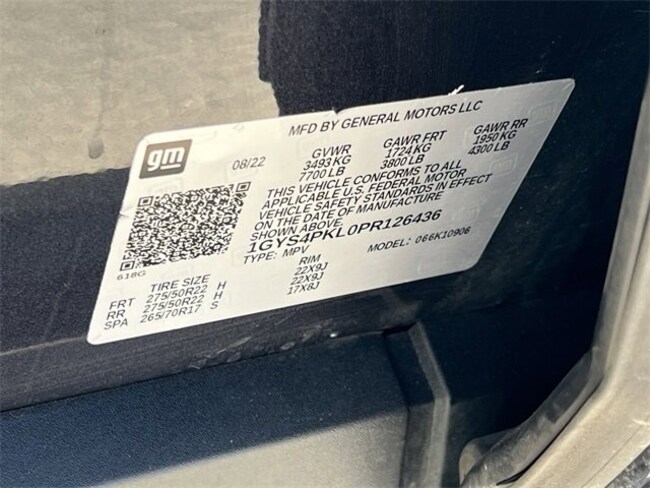 MFD BY GENERAL MOTORS LLC
gm
08/22 GVWR GAWR FRT GAWR RR
3493 KG 1724 KG 1950 KG
7700 LB 3800 LB 4300 LB
THIS VEHICLE CONFORMS TO ALL
APPLICABLE U.S. FEDERAL MOTOR
VEHICLE SAFETY STANDARDS IN EFFECT
ON THE DATE OF MANUFACTURE
SHOWN ABOVE.
1GYS4PKL0PR126436
TYPE: MPV MODEL: 066K10906
618G
TIRE SIZE RIM
FRT 275/50R22 H 22X9J
RR 275/50R22 H 22X9J
SPA 265/70R17 S 17X8J